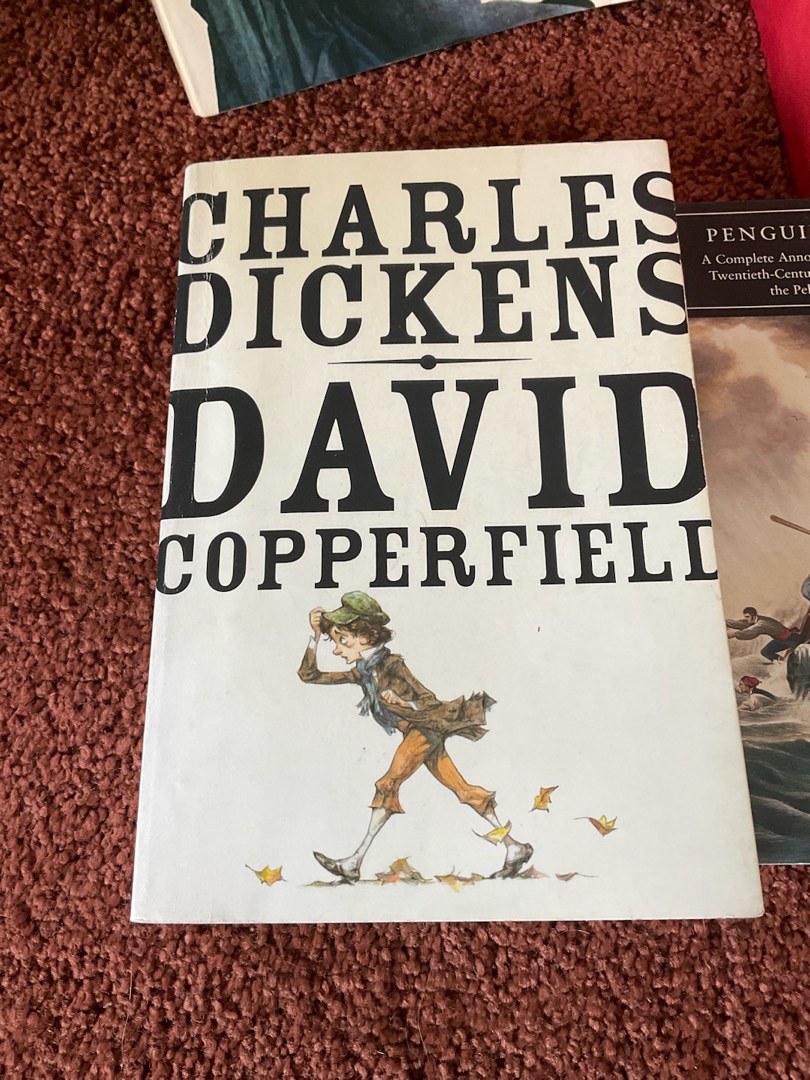 CHARLES
DICKENS
DAVID
COPPERFIELD
PENGUI
A Complete Anno
Twentieth-Centu
the Pel